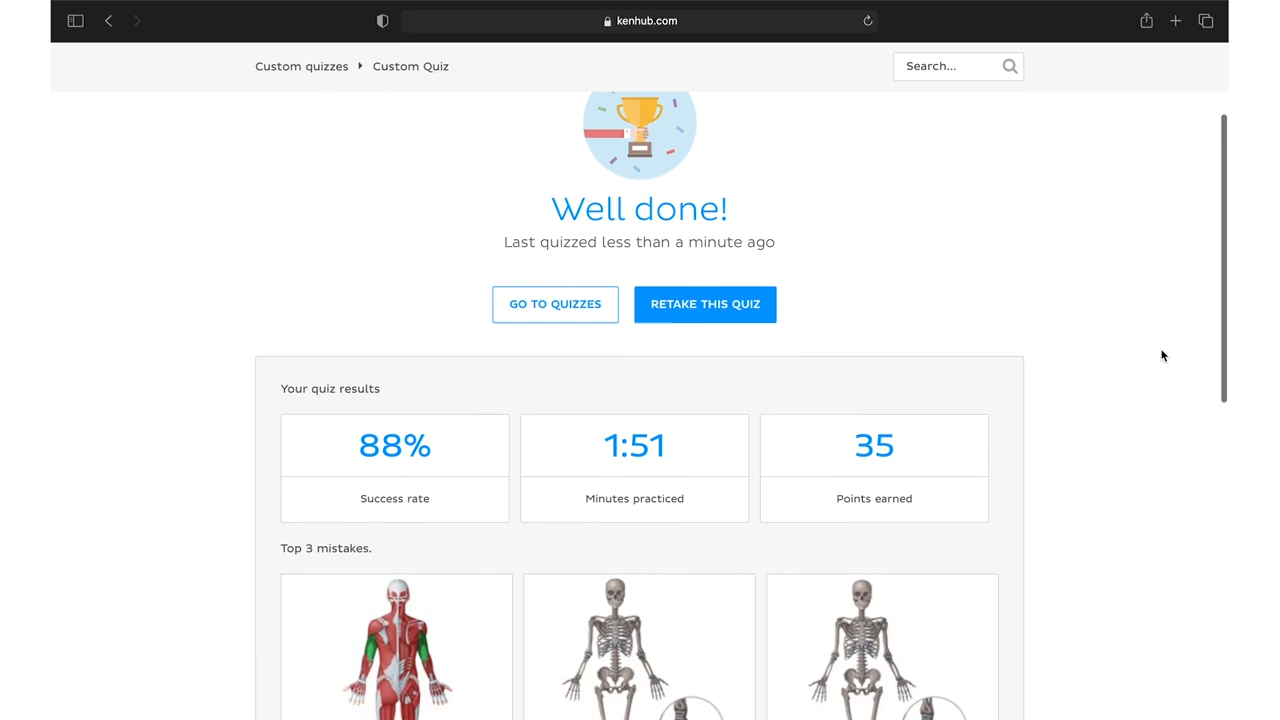 kenhub.com
Custom quizzes Custom Quiz
Search...
Well done!
Last quizzed less than a minute ago
GO TO QUIZZES RETAKE THIS QUIZ
Your quiz results
88% 1:51 35
Success rate Minutes practiced Points earned
Top 3 mistakes.